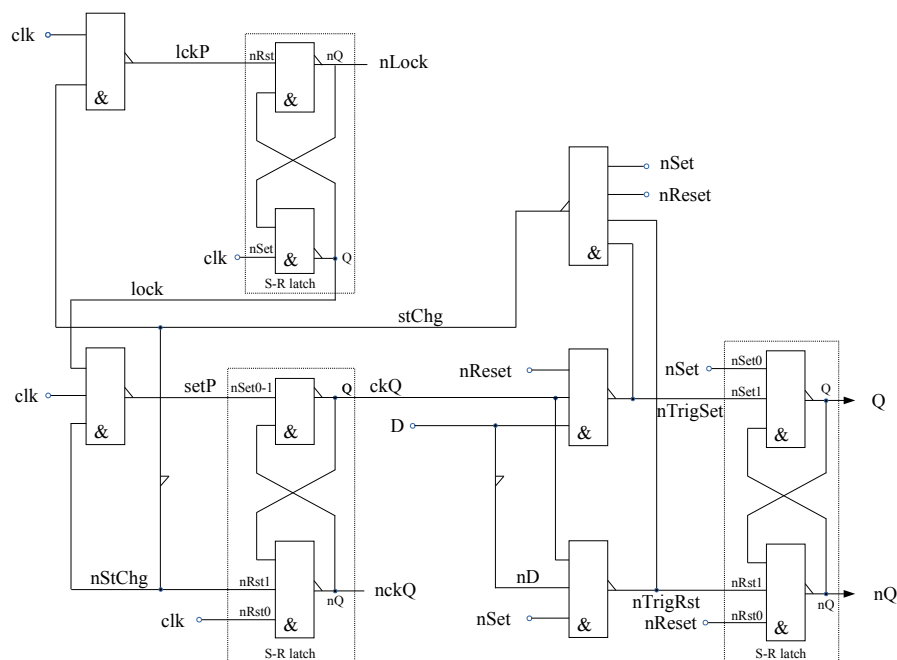 clk
&
lckP
nRst
nQ
&
nLock
clk
nSet
&
Q
S-R latch
lock
nSet
nReset
&
stChg
clk
&
setP
nSet0-1
Q
&
ckQ
nReset
D
&
nTrigSet
nSet
nSet0
nSet1
&
Q
Q
nStChg
clk
nRst1
nRst0
&
nQ
nckQ
S-R latch
nD
nSet
&
nTrigRst
nReset
nRst1
nRst0
&
nQ
nQ
S-R latch